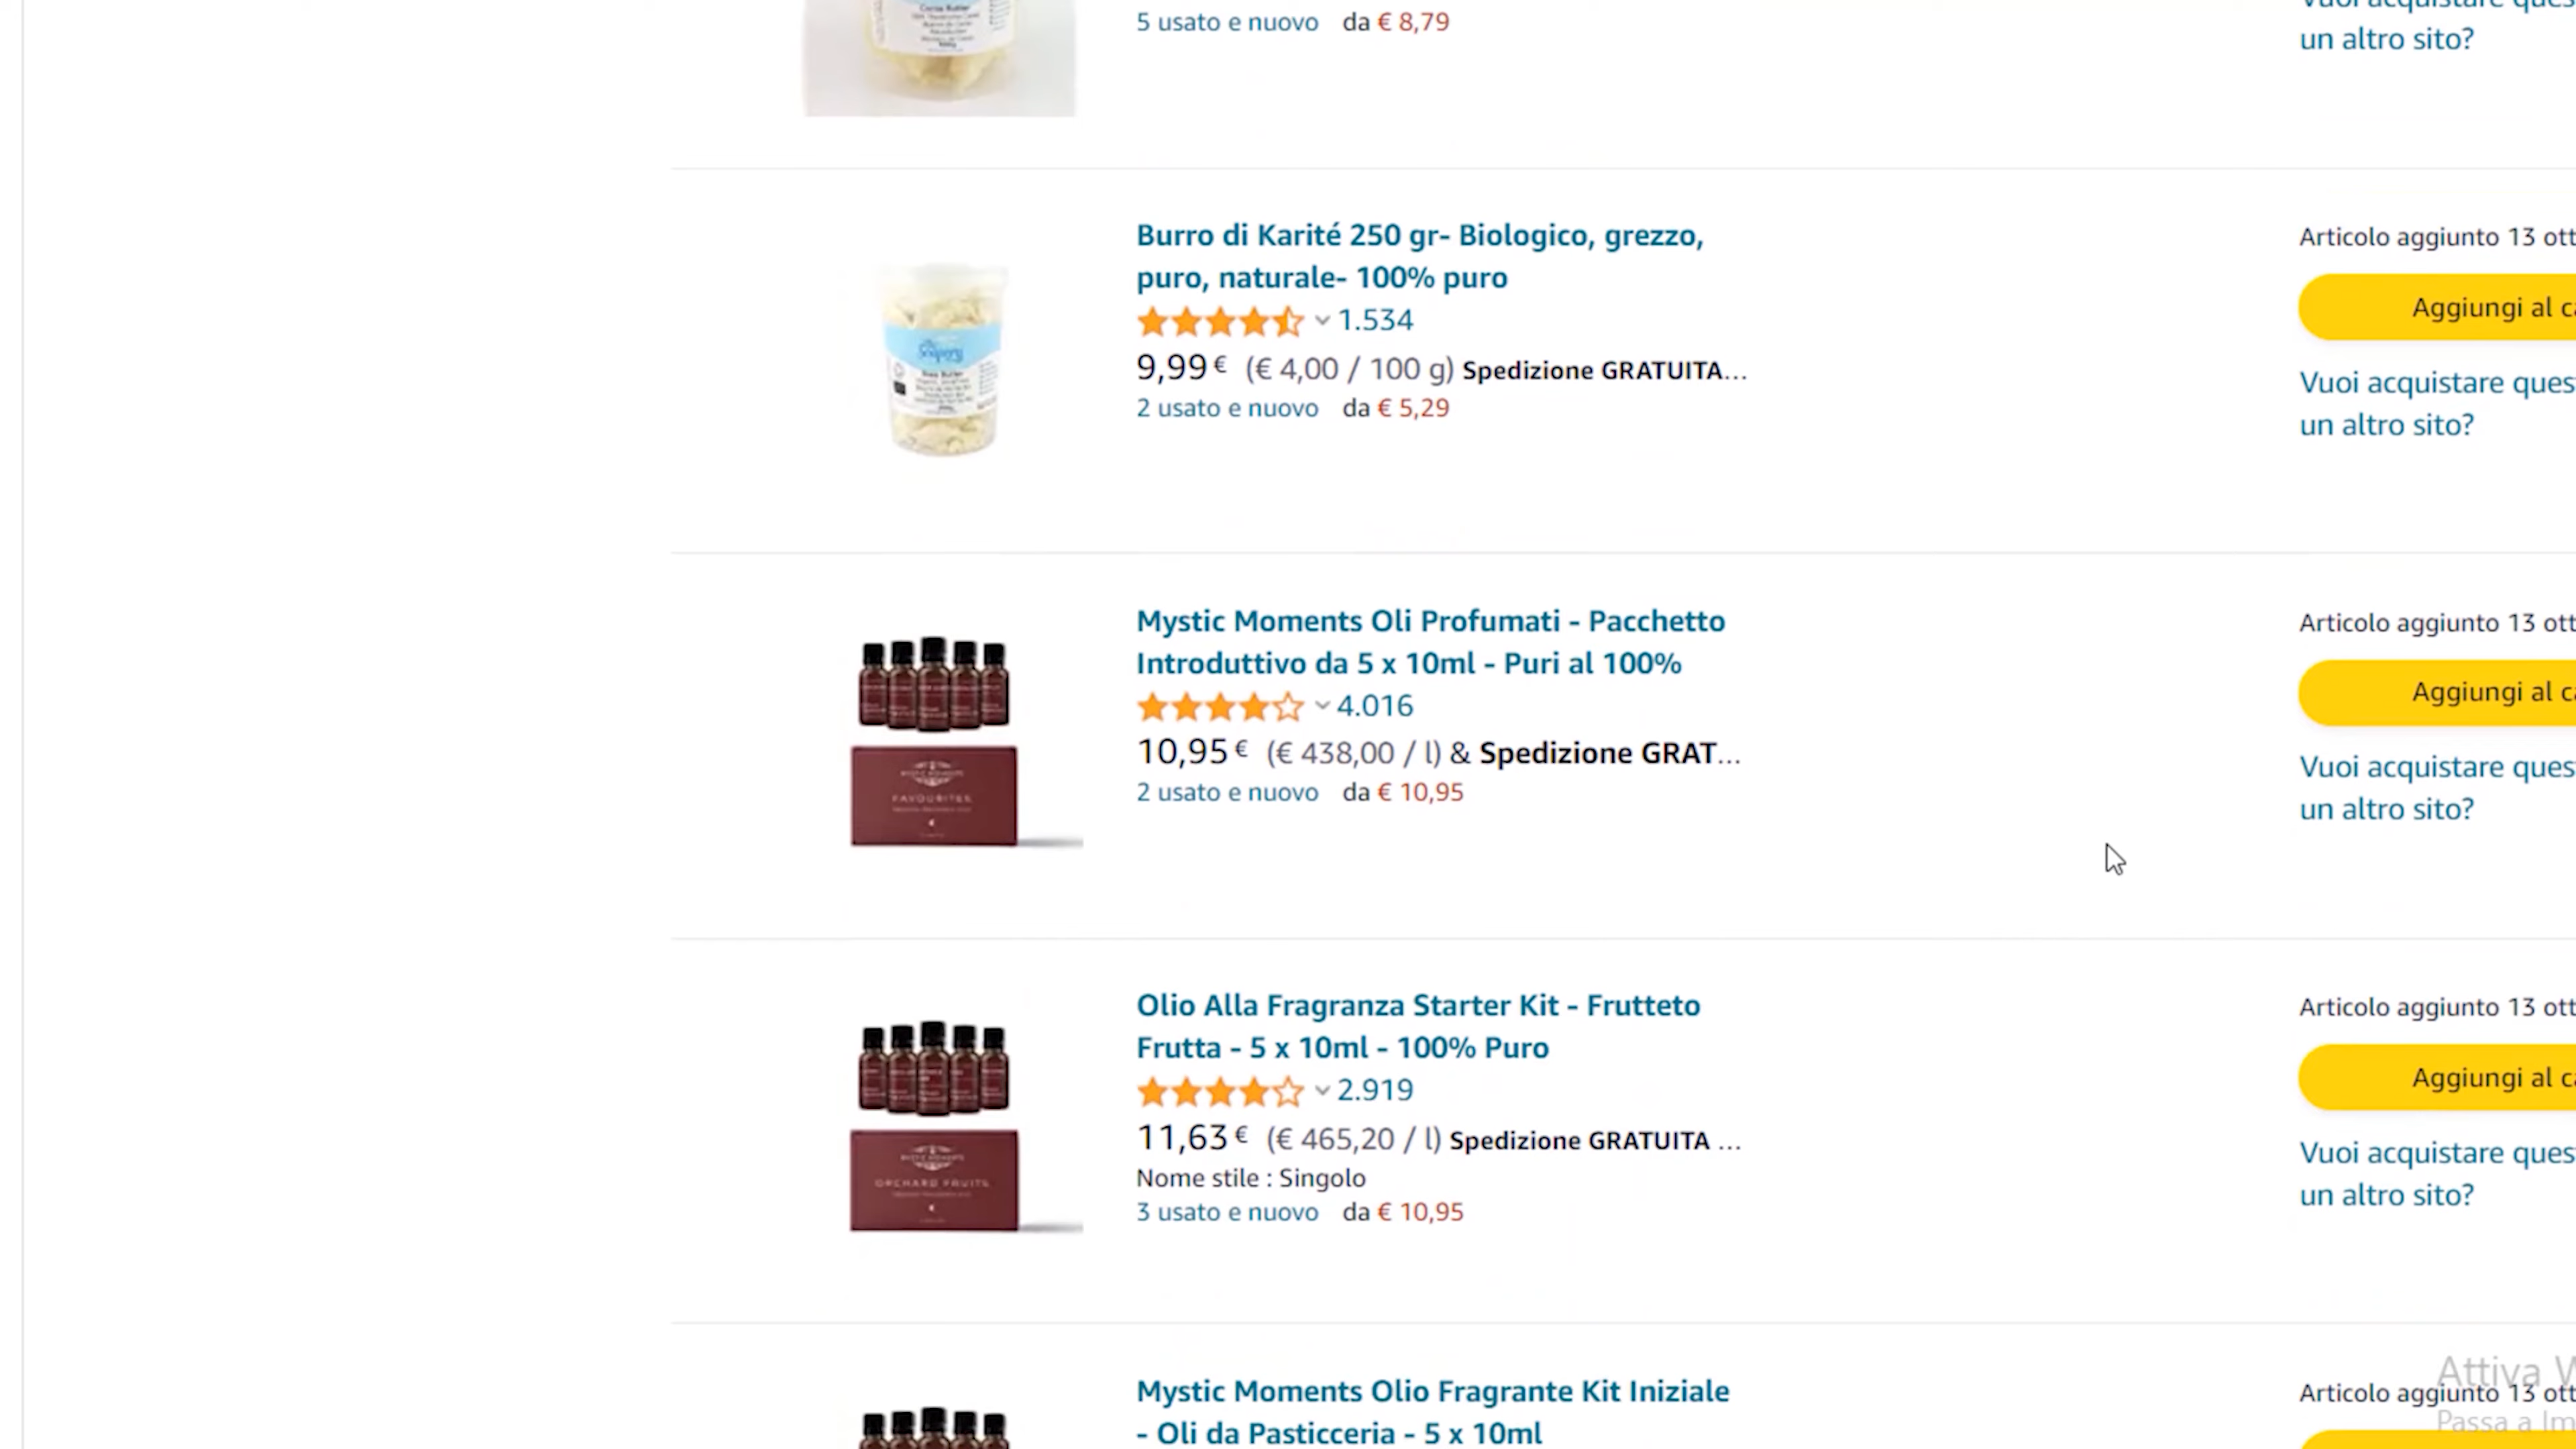 5 usato e nuovo da € 8,79
un altro sito?
Burro di Karité 250 gr- Biologico, grezzo,
puro, naturale- 100% puro
1.534
9,99 € (€ 4,00 / 100 g) Spedizione GRATUITA...
2 usato e nuovo da € 5,29
Articolo aggiunto 13 ott
Aggiungi al ca
Vuoi acquistare ques
un altro sito?
Mystic Moments Oli Profumati - Pacchetto
Introduttivo da 5 x 10ml - Puri al 100%
4.016
10,95 € (€ 438,00 / l) & Spedizione GRAT...
2 usato e nuovo da € 10,95
Articolo aggiunto 13 ott
Aggiungi al ca
Vuoi acquistare ques
un altro sito?
FAVOURITES
Olio Alla Fragranza Starter Kit - Frutteto
Frutta - 5 x 10ml - 100% Puro
2.919
11,63 € (€ 465,20 / l) Spedizione GRATUITA ...
Nome stile : Singolo
3 usato e nuovo da € 10,95
Articolo aggiunto 13 ott
Aggiungi al ca
Vuoi acquistare ques
un altro sito?
ORCHARD FRUITS
Mystic Moments Olio Fragrante Kit Iniziale
- Oli da Pasticceria - 5 x 10ml
Attiva W
Articolo aggiunto 13 ott
Passa a Im